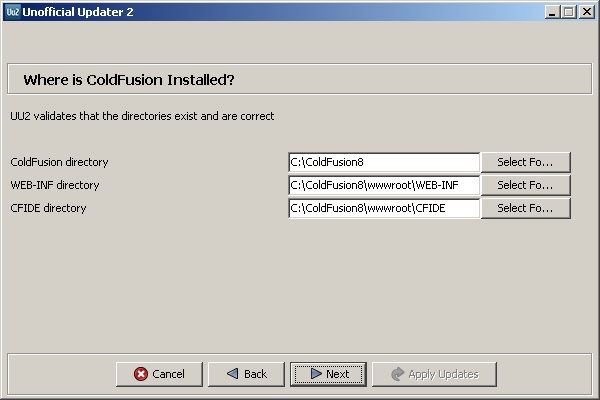 Uu2 Unofficial Updater 2
Where is ColdFusion Installed?
UU2 validates that the directories exist and are correct
ColdFusion directory C:\ColdFusion8 Select Fo...
WEB-INF directory C:\ColdFusion8\wwwroot\WEB-INF Select Fo...
CFIDE directory C:\ColdFusion8\wwwroot\CFIDE Select Fo...
Cancel Back Next Apply Updates